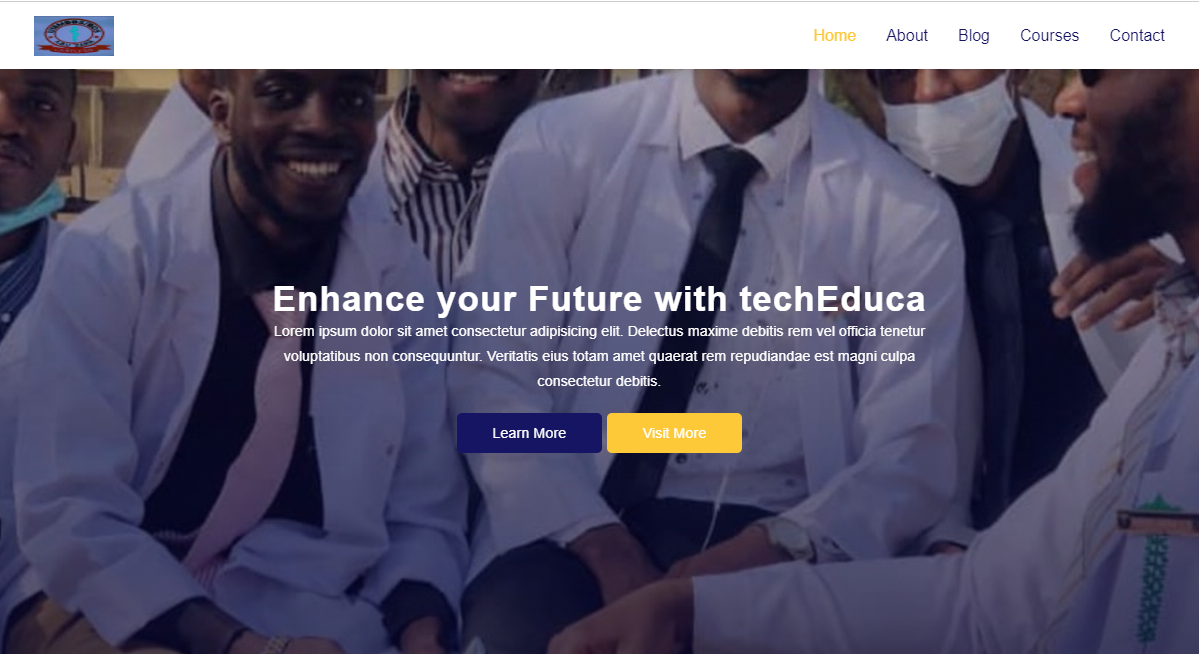 Home About Blog Courses Contact
Enhance your Future with techEduca
Lorem ipsum dolor sit amet consectetur adipisicing elit. Delectus maxime debitis rem vel officia tenetur
voluptatibus non consequuntur. Veritatis eius totam amet quaerat rem repudiandae est magni culpa
consectetur debitis.
Learn More Visit More